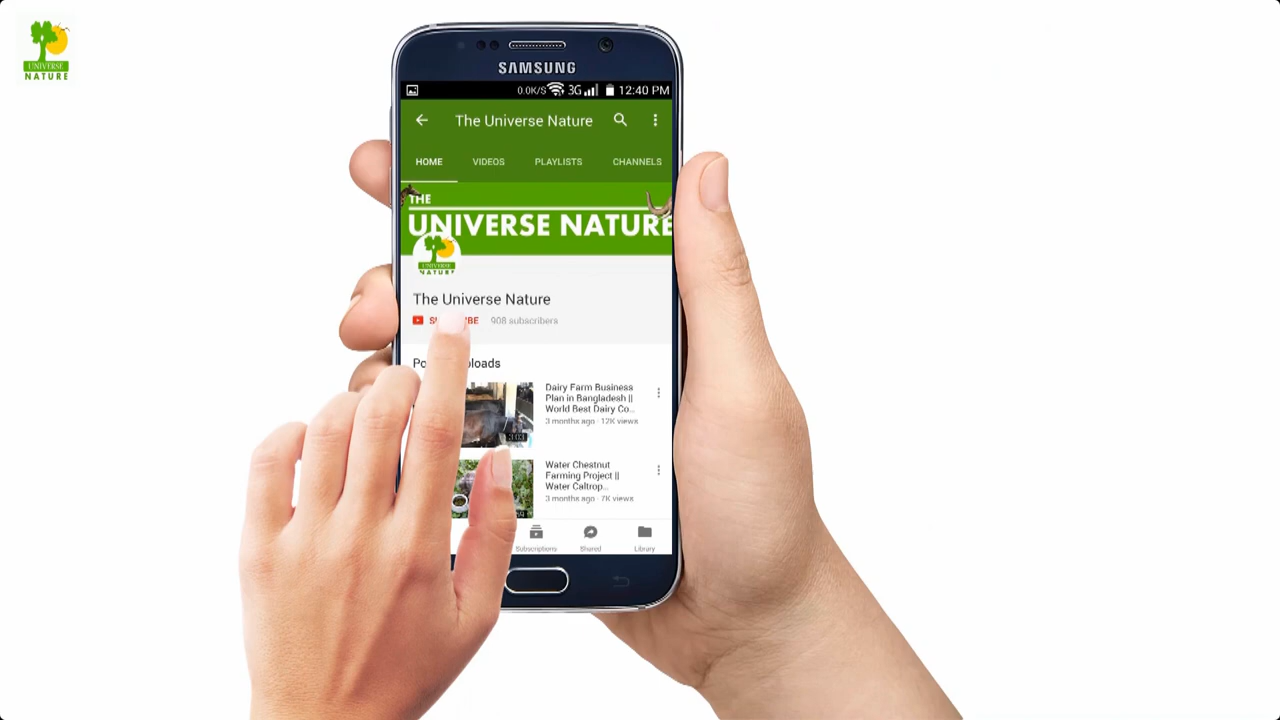 UNIVERSE
NATURE
SAMSUNG
0.0K/S 3G 12:40 PM
The Universe Nature
HOME VIDEOS PLAYLISTS CHANNELS
THE
UNIVERSE NATURE
UNIVERSE
NATURE
The Universe Nature
908 subscribers
Dairy Farm Business
Plan in Bangladesh ||
World Best Dairy Co...
3 months ago · 12K views
3:03
Water Chestnut
Farming Project ||
Water Caltrop...
3 months ago · 7K views
Subscriptions Shared Library